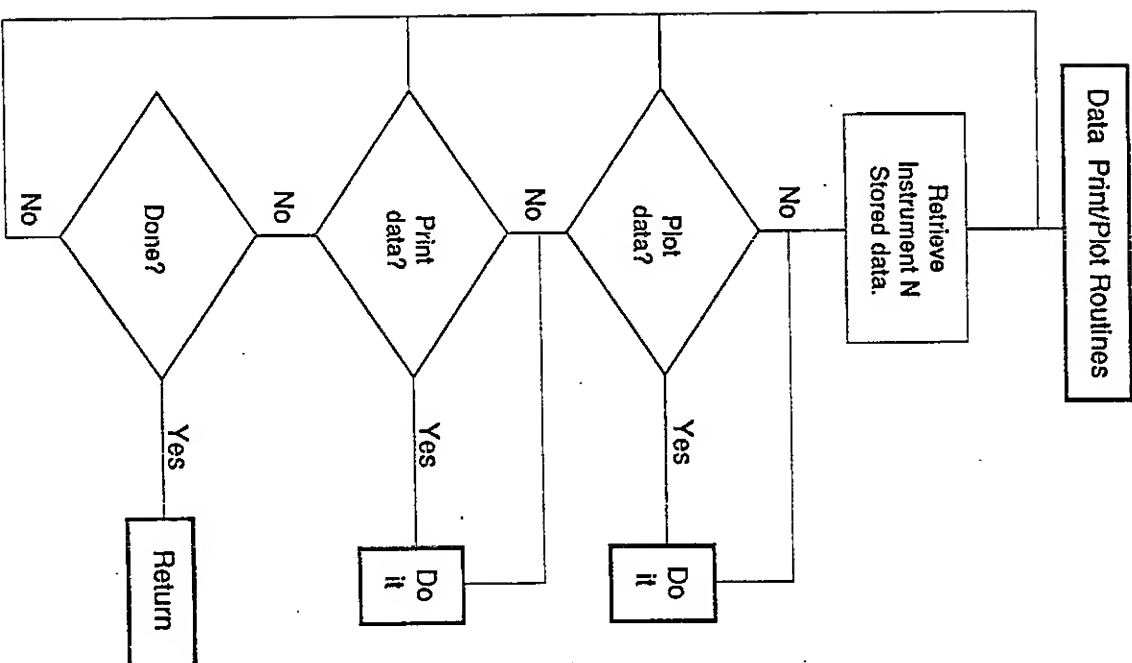 Data Print/Plot Routines
Retrieve
Instrument N
Stored data.
No
Plot
data?
Yes
Do
it
No
Print
data?
Yes
Do
it
No
Done?
Yes
Return
No